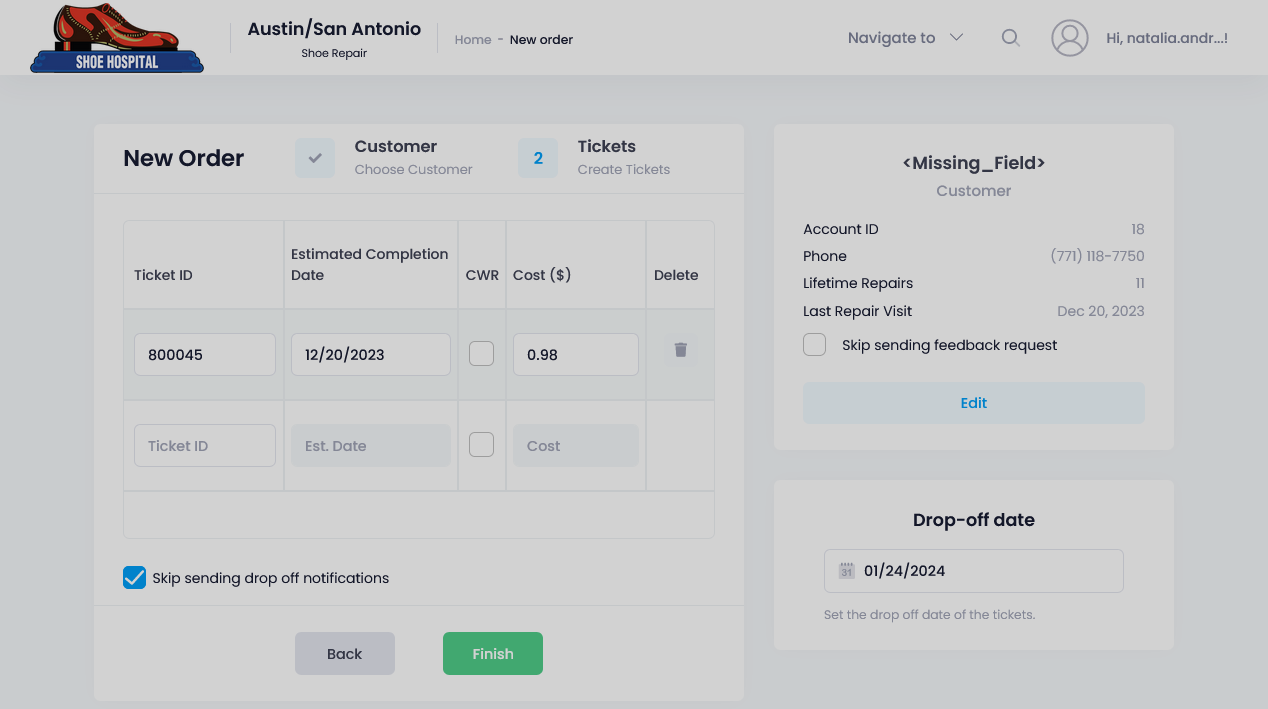 SHOE HOSPITAL
Austin/San Antonio
Shoe Repair
Home - New order
Navigate to
Hi, natalia.andr...!
New Order
Customer
Choose Customer
2
Tickets
Create Tickets
Ticket ID
Estimated Completion
Date
CWR
Cost ($)
Delete
800045
12/20/2023
0.98
Ticket ID
Est. Date
Cost
Skip sending drop off notifications
Back
Finish
<Missing_Field>
Customer
Account ID 18
Phone (771) 118-7750
Lifetime Repairs 11
Last Repair Visit Dec 20, 2023
Skip sending feedback request
Edit
Drop-off date
31 01/24/2024
Set the drop off date of the tickets.